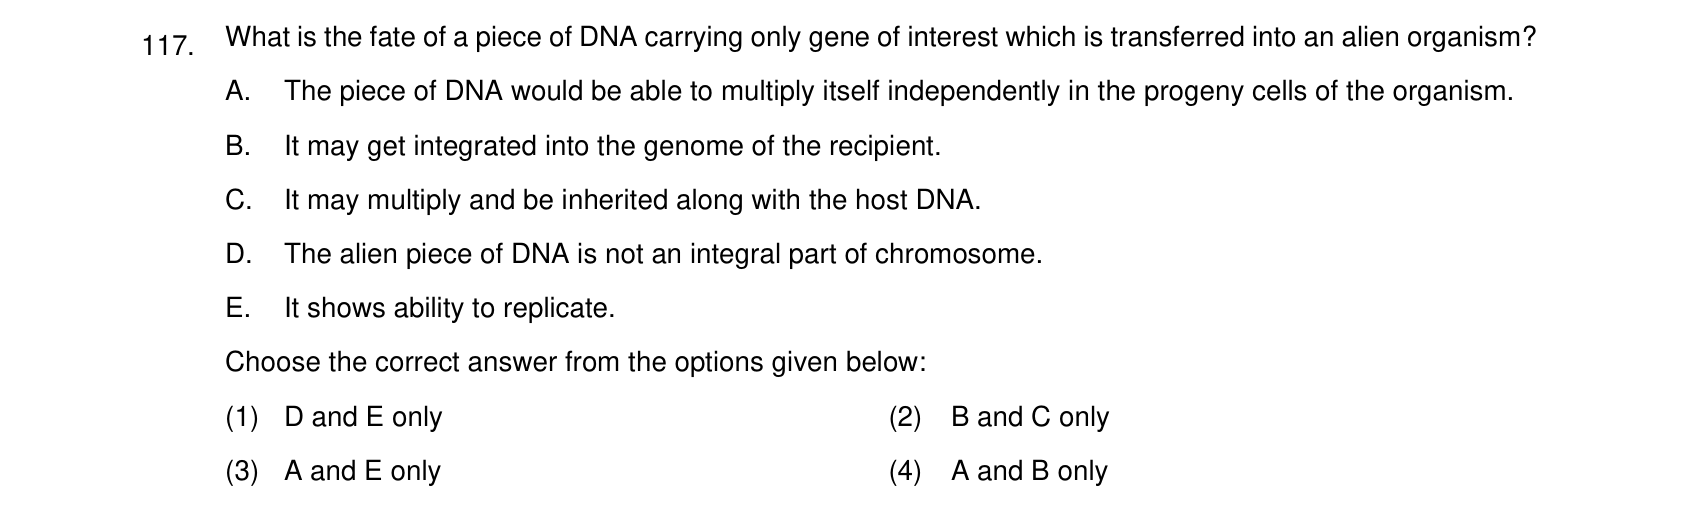 117. What is the fate of a piece of DNA carrying only gene of interest which is transferred into an alien organism?
A. The piece of DNA would be able to multiply itself independently in the progeny cells of the organism.
B. It may get integrated into the genome of the recipient.
C. It may multiply and be inherited along with the host DNA.
D. The alien piece of DNA is not an integral part of chromosome.
E. It shows ability to replicate.
Choose the correct answer from the options given below:
(1) D and E only (2) B and C only
(3) A and E only (4) A and B only